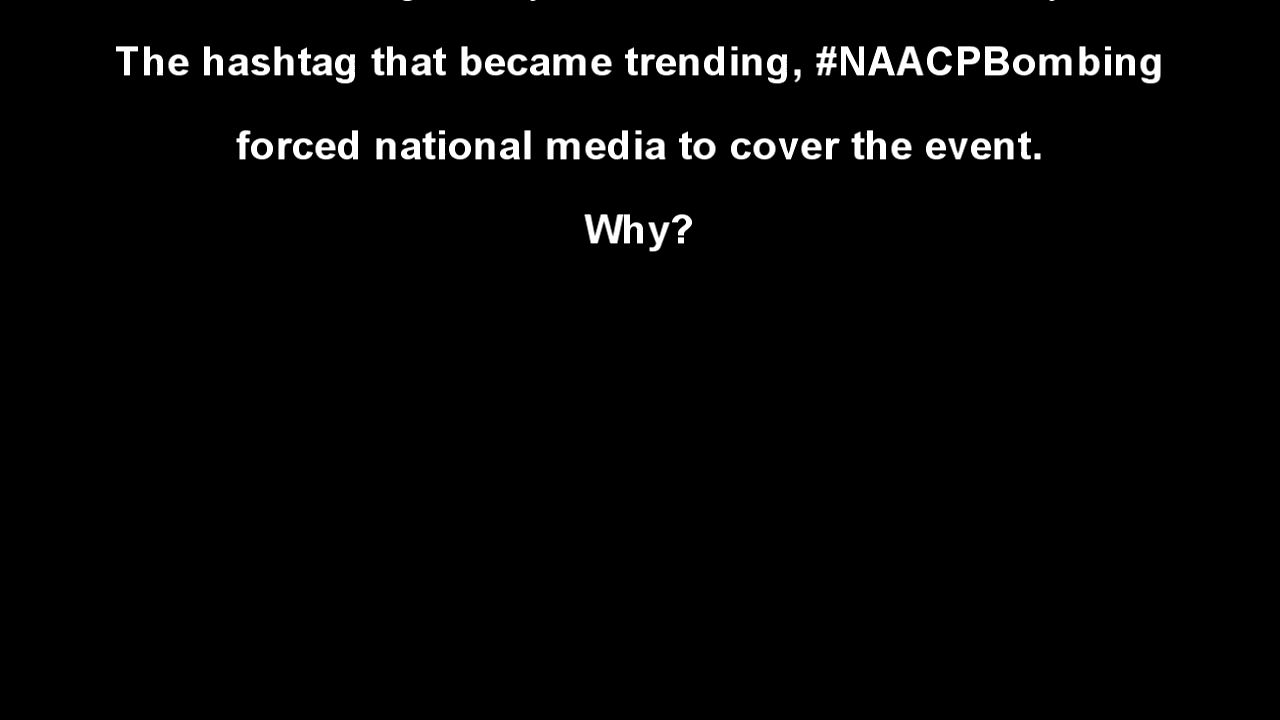 The hashtag that became trending, #NAACPBombing
forced national media to cover the event.
Why?